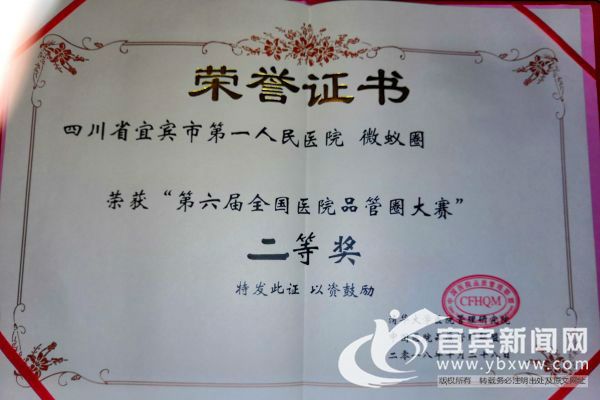 荣誉证书
四川省宜宾市第一人民医院 微蚁圈
荣获“第六届全国医院品管圈大赛”
二等奖
特发此证 以资鼓励
CFHQM
宜宾新闻网
www.ybxww.com
版权所有 转载务必注明出处及原文网址